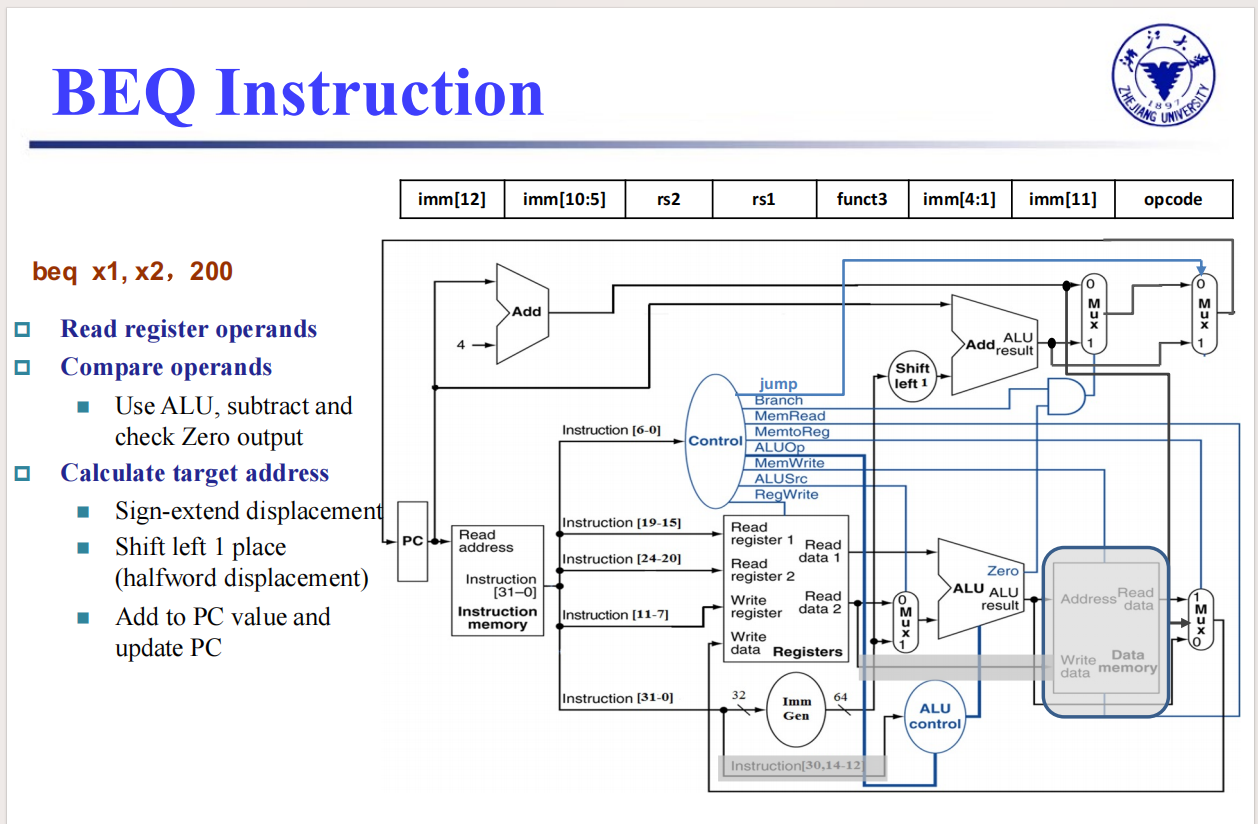 BEQ Instruction
浙江大学
ZHEJIANG UNIVERSITY
1897
imm[12] imm[10:5] rs2 rs1 funct3 imm[4:1] imm[11] opcode
beq x1, x2，200
Read register operands
Compare operands
Use ALU, subtract and
check Zero output
Calculate target address
Sign-extend displacement
Shift left 1 place
(halfword displacement)
Add to PC value and
update PC
Add
4
Add ALU
result
0
Mux
1
0
Mux
1
Shift
left 1
jump
Branch
MemRead
MemtoReg
ALUOp
MemWrite
ALUSrc
RegWrite
Control
Instruction [6-0]
Instruction [19-15]
Instruction [24-20]
Instruction [11-7]
Instruction [31-0]
PC
Read
address
Instruction
[31–0]
Instruction
memory
Read
register 1
Read
register 2
Write
register
Write
data
Read
data 1
Read
data 2
Registers
0
Mux
1
Zero
ALU ALU
result
Address
Read
data
Write
data
Data
memory
1
Mux
0
32
Imm
Gen
64
ALU
control
Instruction[30,14-12]